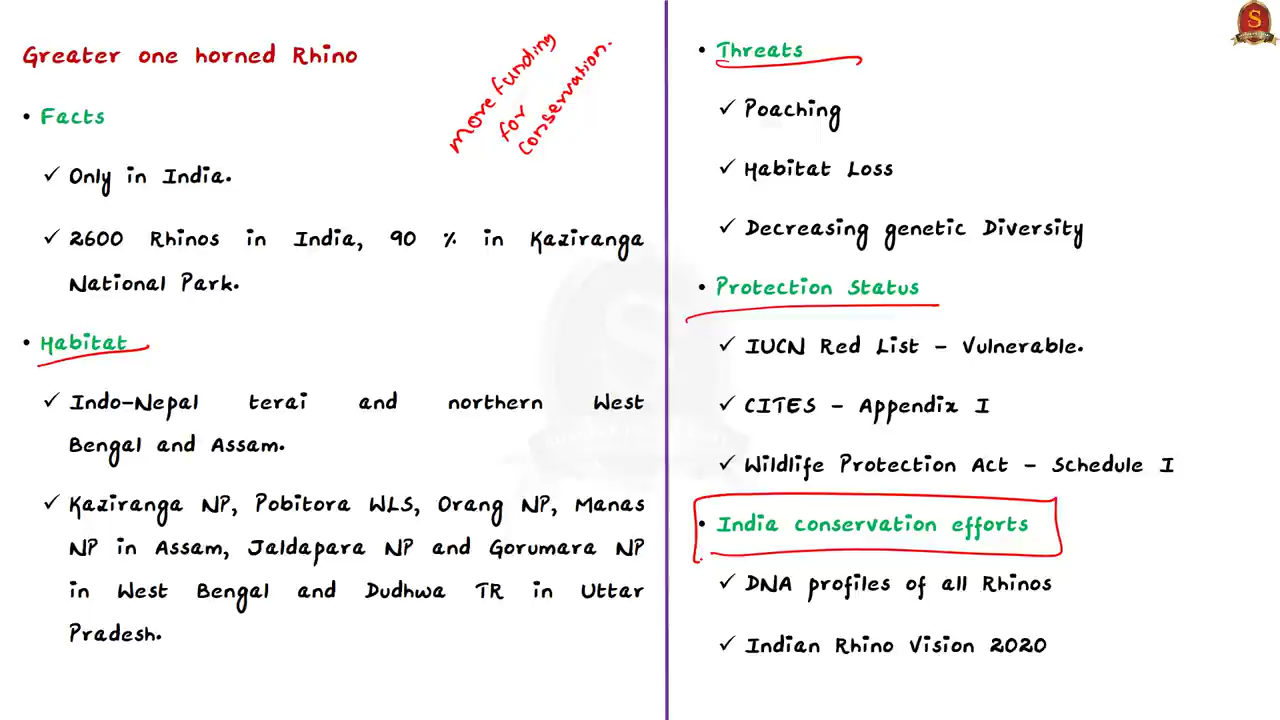 Greater one horned Rhino
more funding
for
conservation.
• Facts
✓ Only in India.
✓ 2600 Rhinos in India, 90 % in Kaziranga
National Park.
• Habitat
✓ Indo-Nepal terai and northern West
Bengal and Assam.
✓ Kaziranga NP, Pobitora WLS, Orang NP, Manas
NP in Assam, Jaldapara NP and Gorumara NP
in West Bengal and Dudhwa TR in Uttar
Pradesh.
• Threats
✓ Poaching
✓ Habitat Loss
✓ Decreasing genetic Diversity
• Protection Status
✓ IUCN Red List - Vulnerable.
✓ CITES - Appendix I
✓ Wildlife Protection Act - Schedule I
• India conservation efforts
✓ DNA profiles of all Rhinos
✓ Indian Rhino Vision 2020